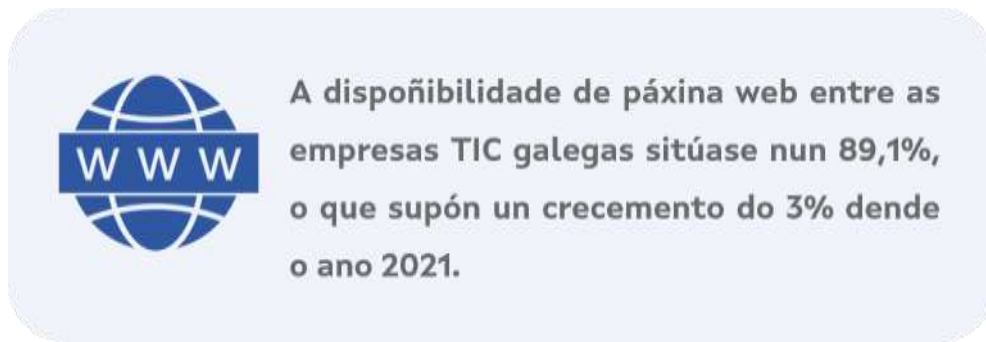 W W W
A dispoñibilidade de páxina web entre as
empresas TIC galegas sitúase nun 89,1%,
o que supón un crecemento do 3% dende
o ano 2021.